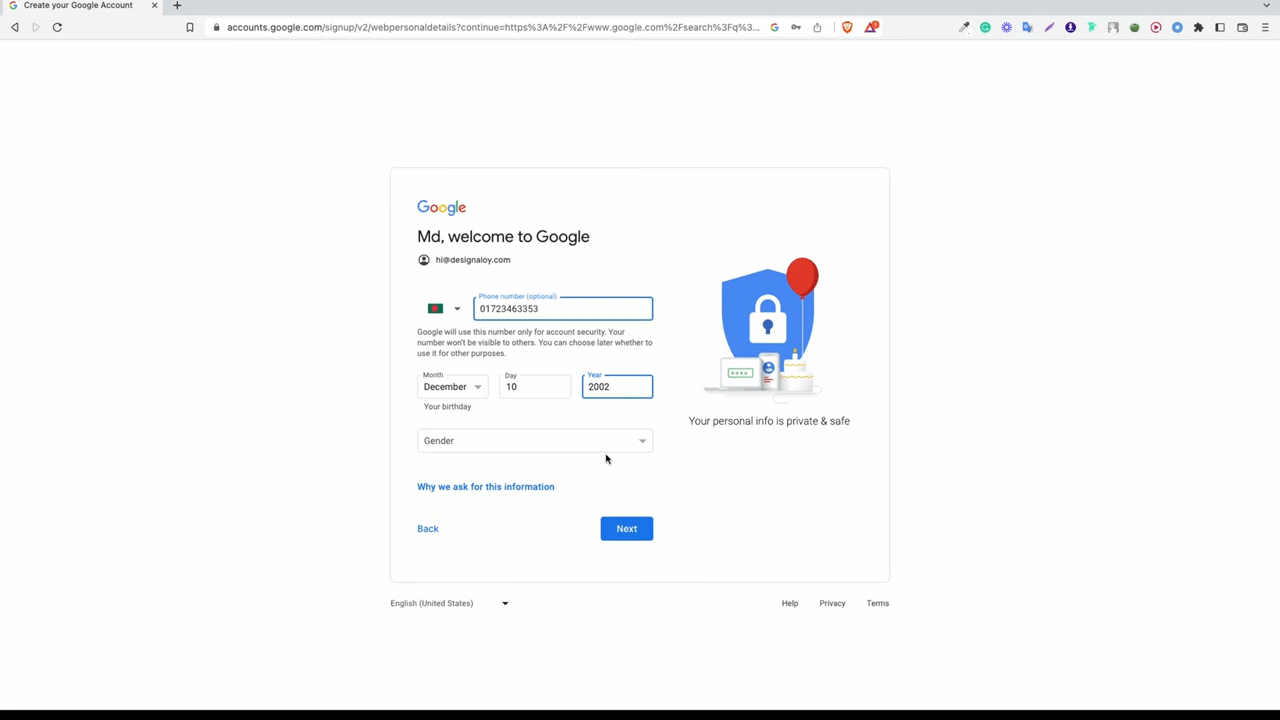 Create your Google Account
accounts.google.com/signup/v2/webpersonaldetails?continue=https%3A%2F%2Fwww.google.com%2Fsearch%3Fq%3...
Google
Md, welcome to Google
hi@designaloy.com
Phone number (optional)
01723463353
Google will use this number only for account security. Your
number won't be visible to others. You can choose later whether to
use it for other purposes.
Month
December
Day
10
Year
2002
Your birthday
Gender
Why we ask for this information
Back
Next
Your personal info is private & safe
English (United States)
Help
Privacy
Terms